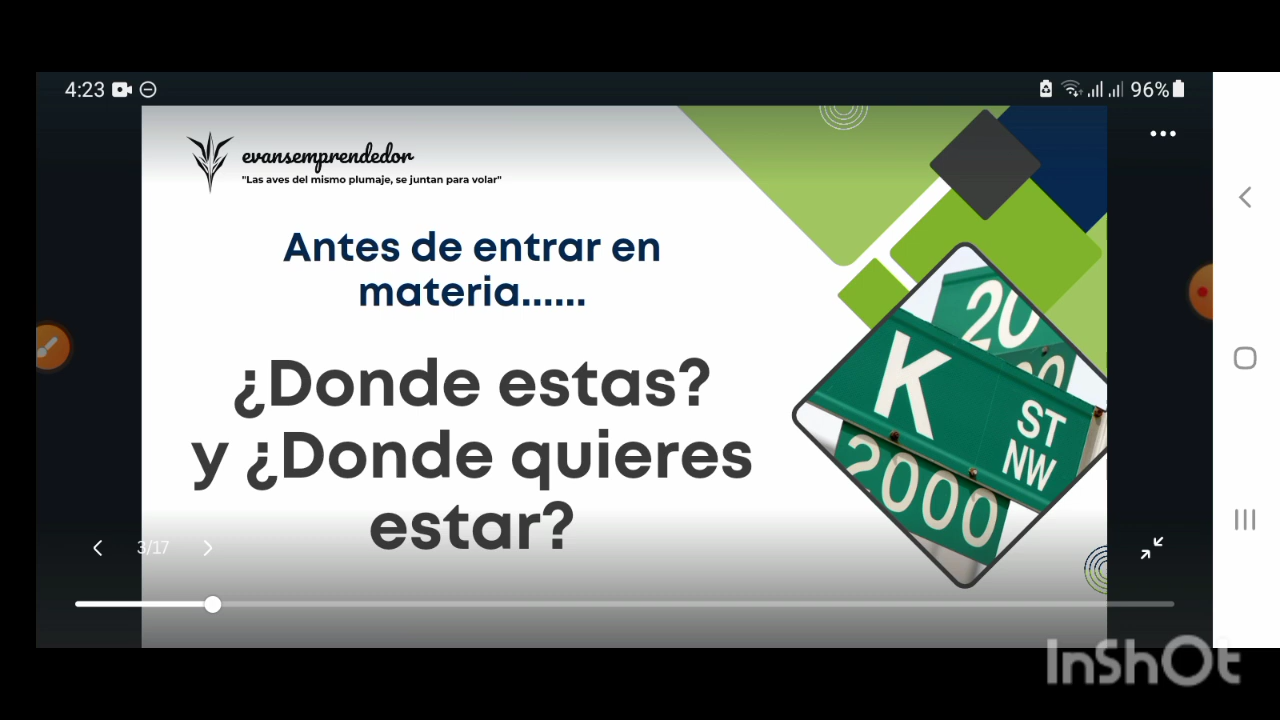 4:23
96%
evansemprendedor
"Las aves del mismo plumaje, se juntan para volar"
Antes de entrar en
materia......
¿Donde estas?
y ¿Donde quieres
estar?
20
K
ST
NW
2000
3/17
InShOt